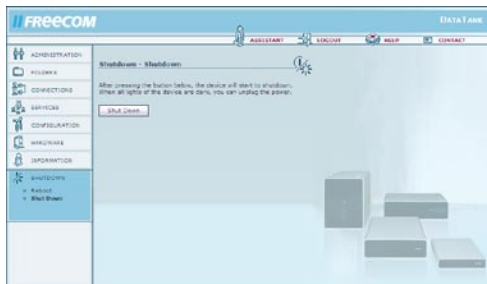 FREECOM
DATATANK
ASSISTANT LOGOUT HELP CONTACT
ADMINISTRATION
FOLDERS
CONNECTIONS
SERVICES
CONFIGURATION
HARDWARE
INFORMATION
SHUTDOWN
Reboot
Shut Down
Shutdown - Shutdown
After pressing the button below, the device will start to shutdown.
When all lights of the device are dark, you can unplug the power.
Shut Down